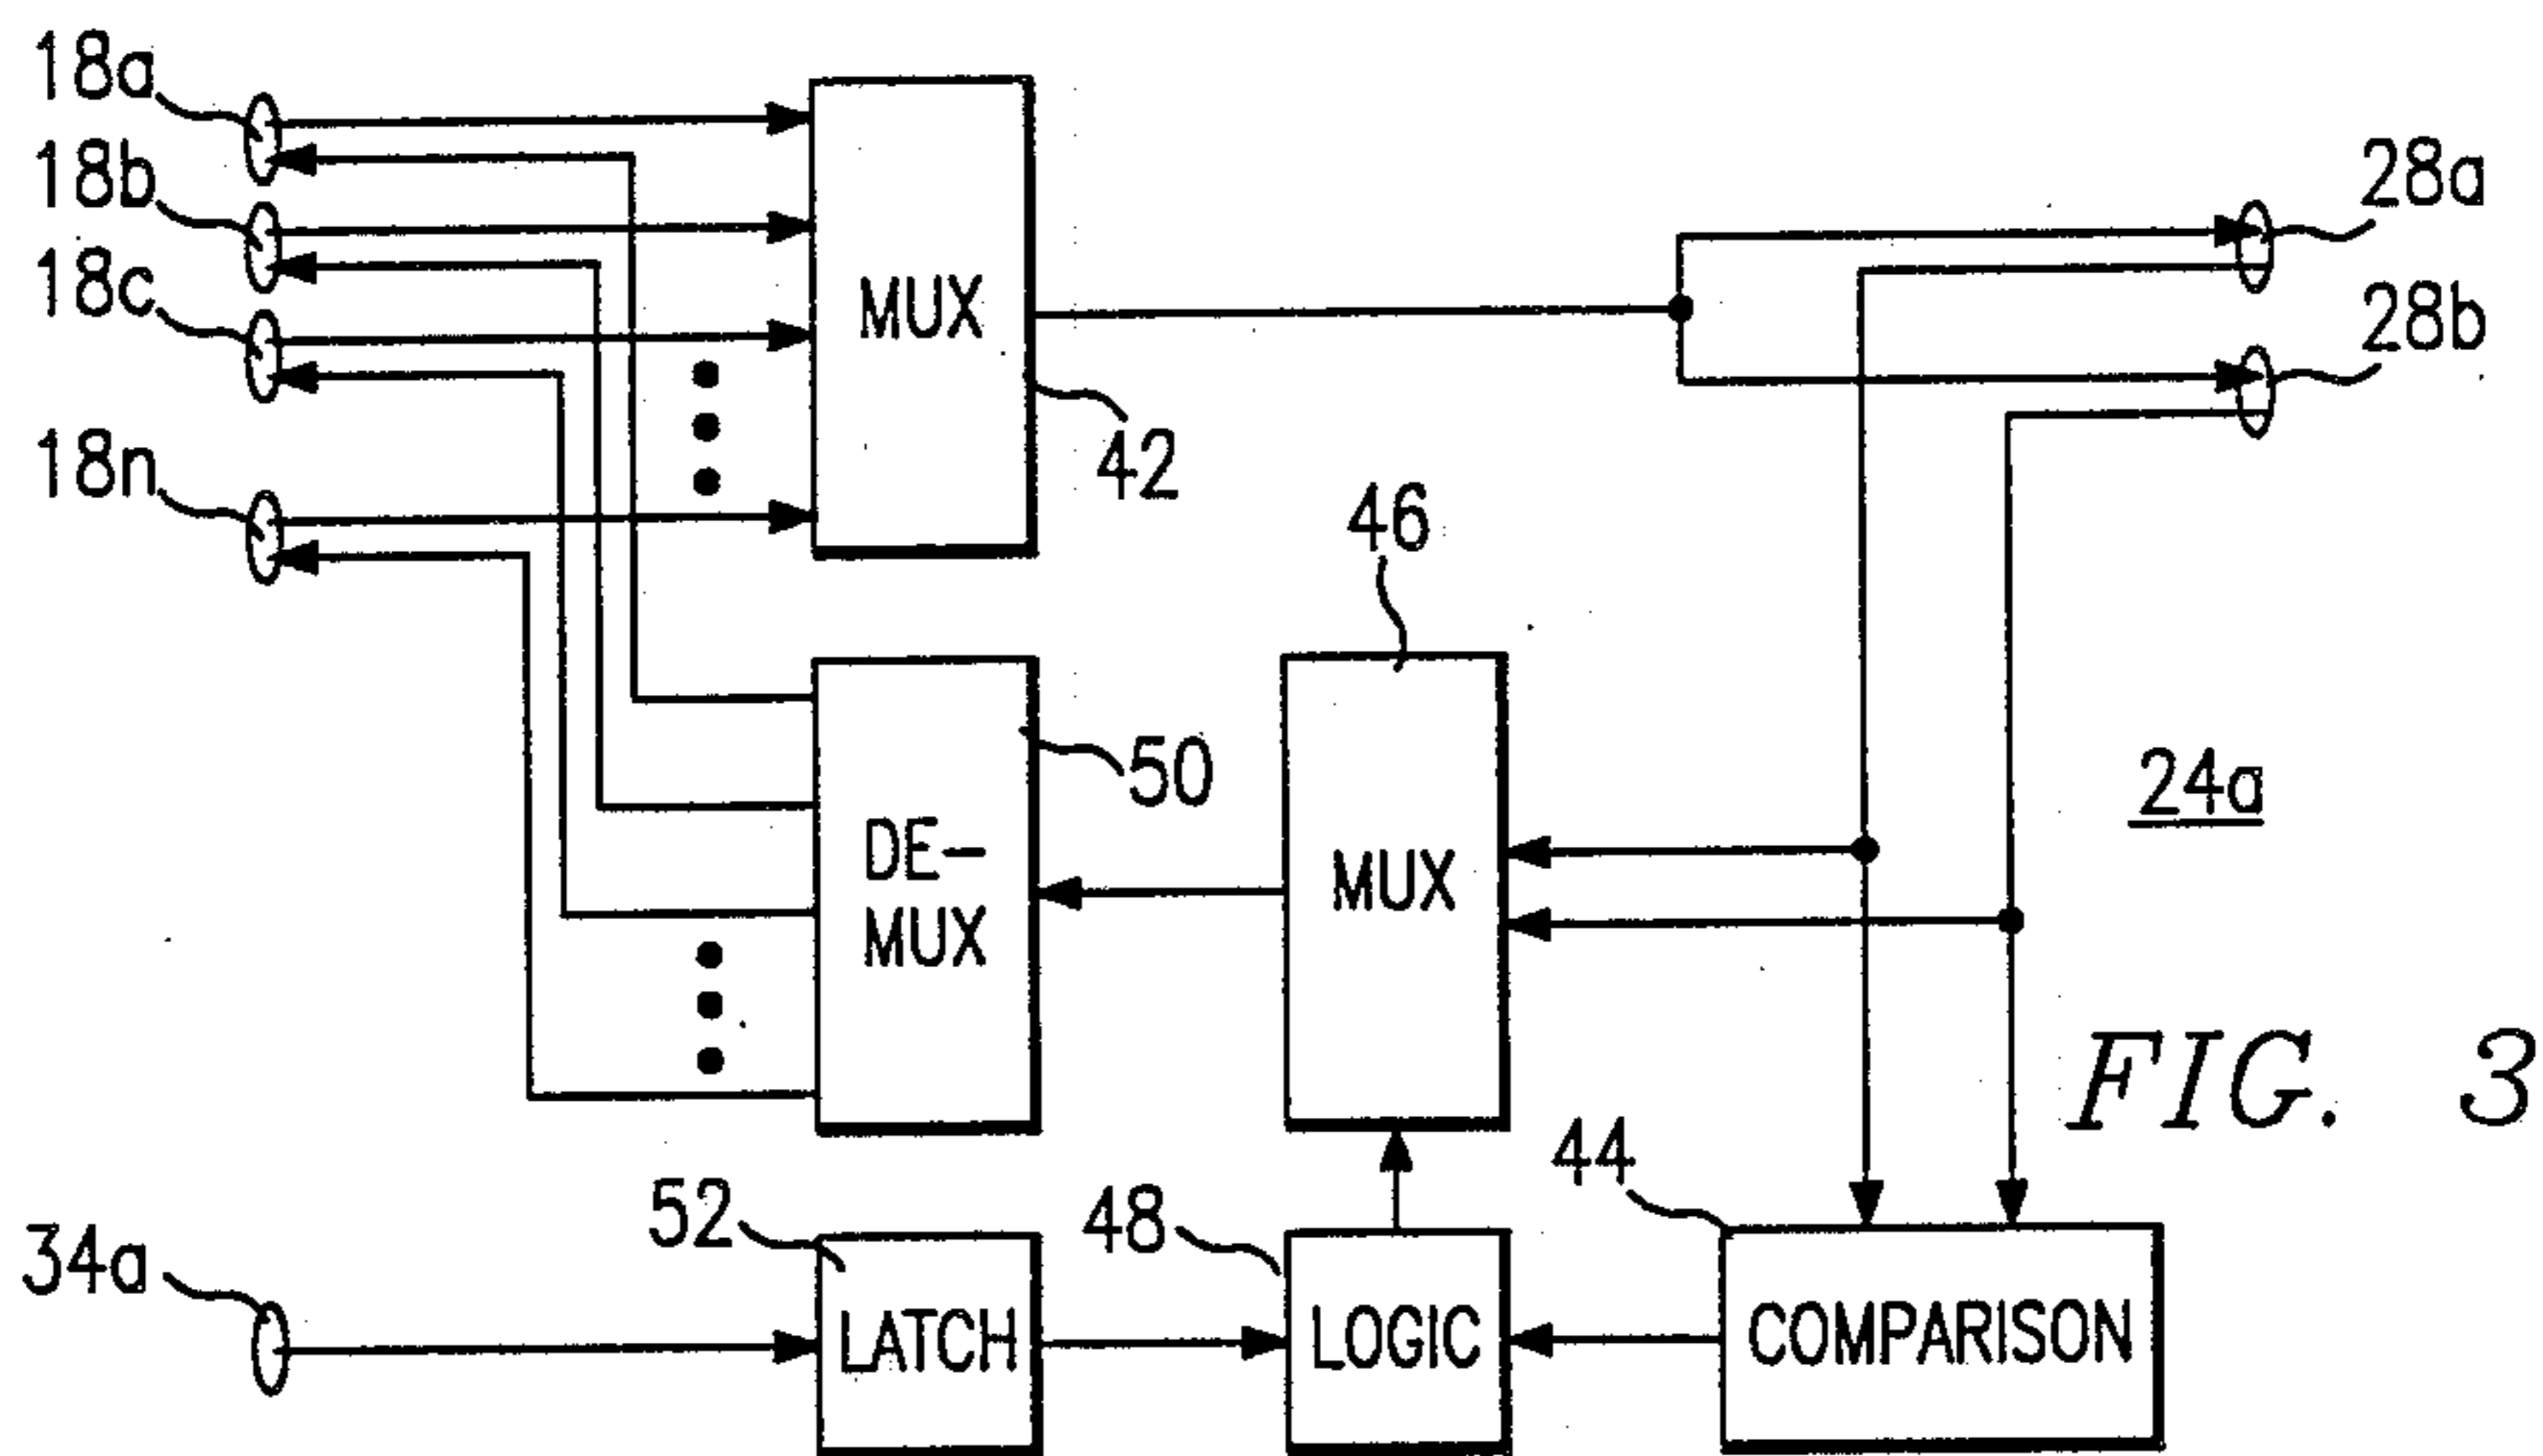 18a
18b
18c
18n
MUX
42
28a
28b
46
MUX
50
DE-
MUX
24a
FIG. 3
34a
52
LATCH
48
LOGIC
44
COMPARISON